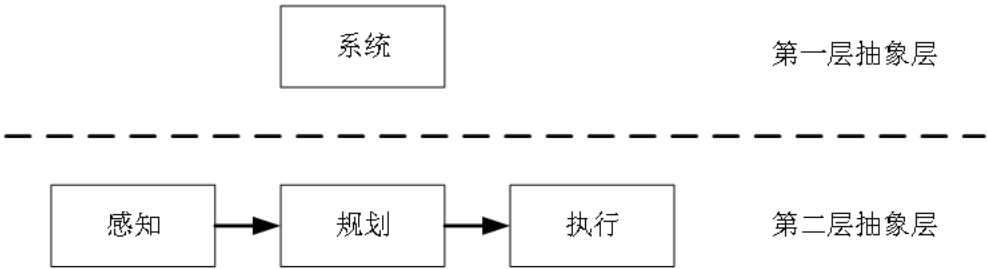 系统
第一层抽象层
感知
规划
执行
第二层抽象层